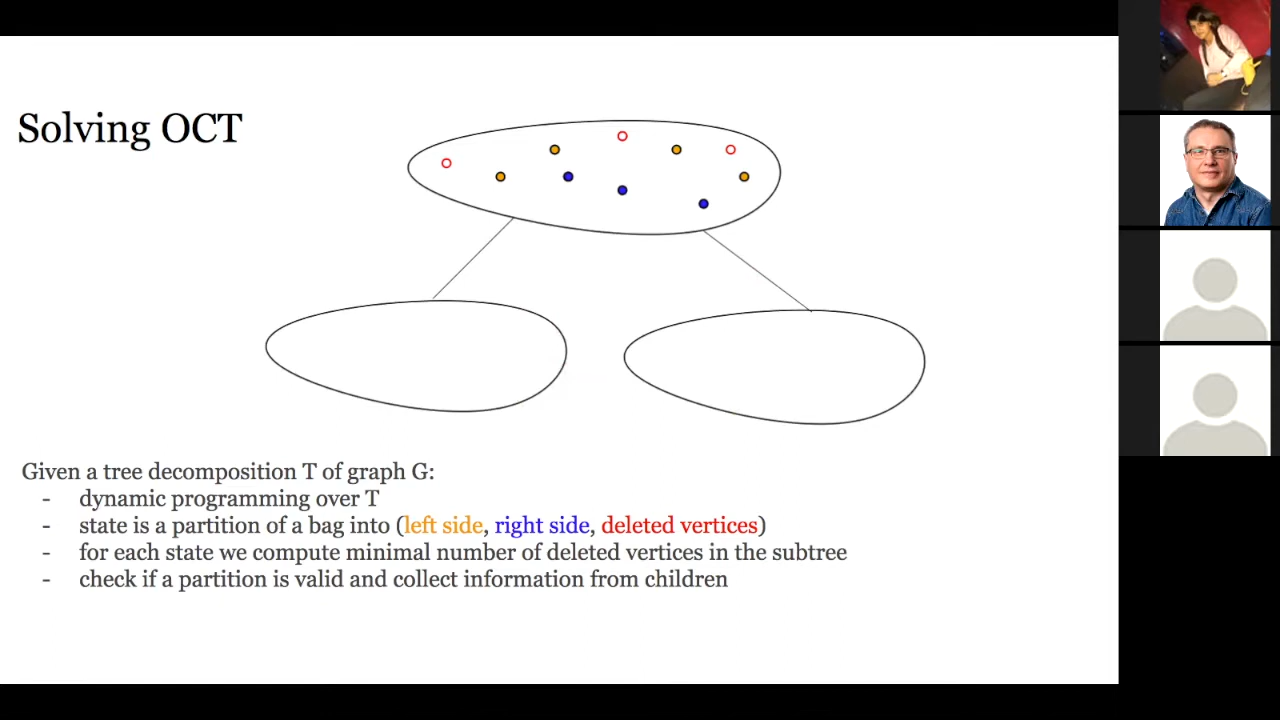 Solving OCT
Given a tree decomposition T of graph G:
- dynamic programming over T
- state is a partition of a bag into (left side, right side, deleted vertices)
- for each state we compute minimal number of deleted vertices in the subtree
- check if a partition is valid and collect information from children